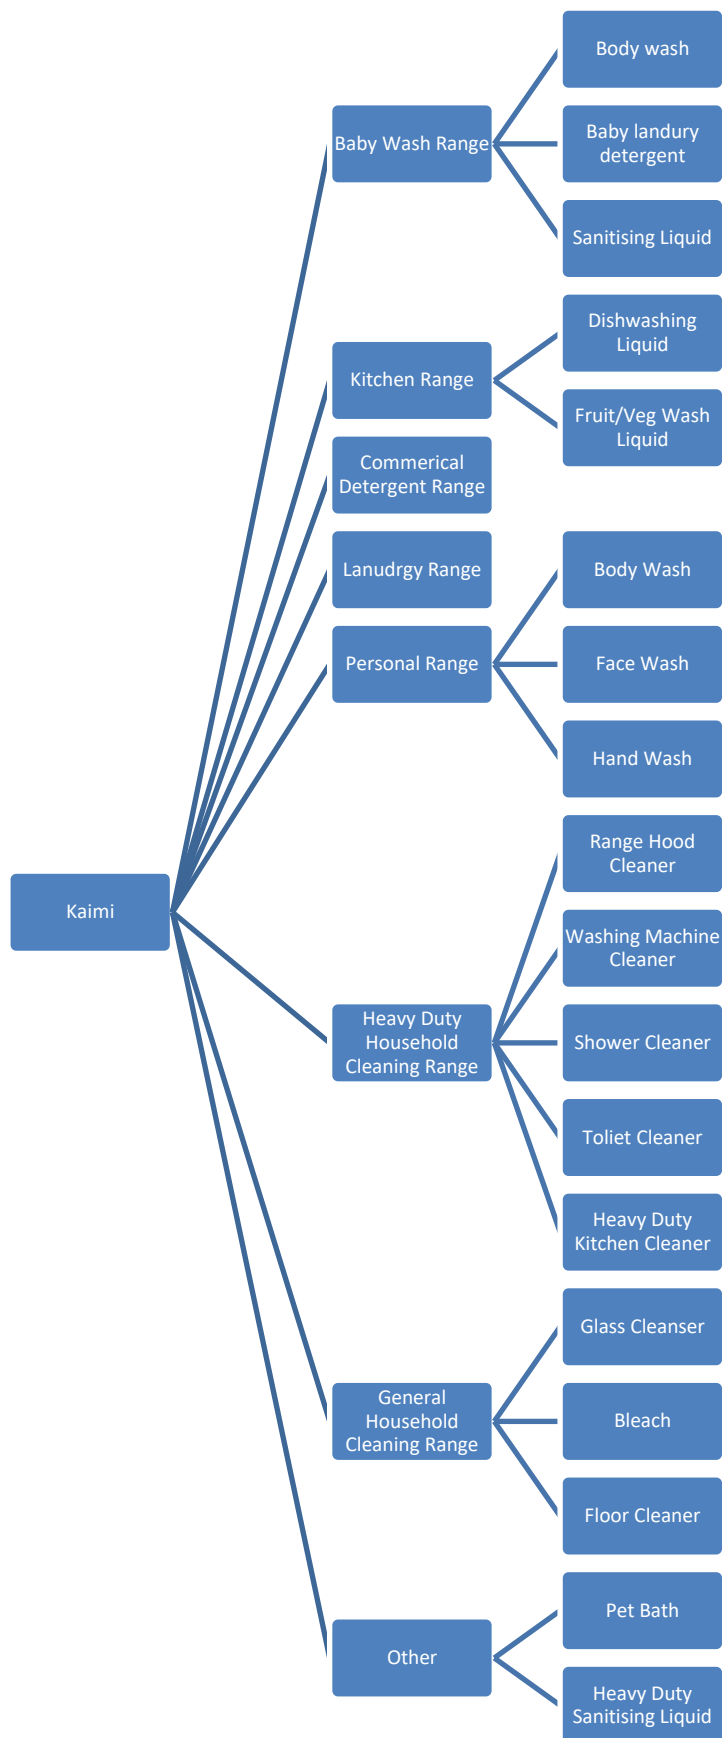 Kaimi
Baby Wash Range
Body wash
Baby landury
detergent
Sanitising Liquid
Kitchen Range
Dishwashing
Liquid
Fruit/Veg Wash
Liquid
Commerical
Detergent Range
Lanudrgy Range
Personal Range
Body Wash
Face Wash
Hand Wash
Heavy Duty
Household
Cleaning Range
Range Hood
Cleaner
Washing Machine
Cleaner
Shower Cleaner
Toliet Cleaner
Heavy Duty
Kitchen Cleaner
General
Household
Cleaning Range
Glass Cleanser
Bleach
Floor Cleaner
Other
Pet Bath
Heavy Duty
Sanitising Liquid